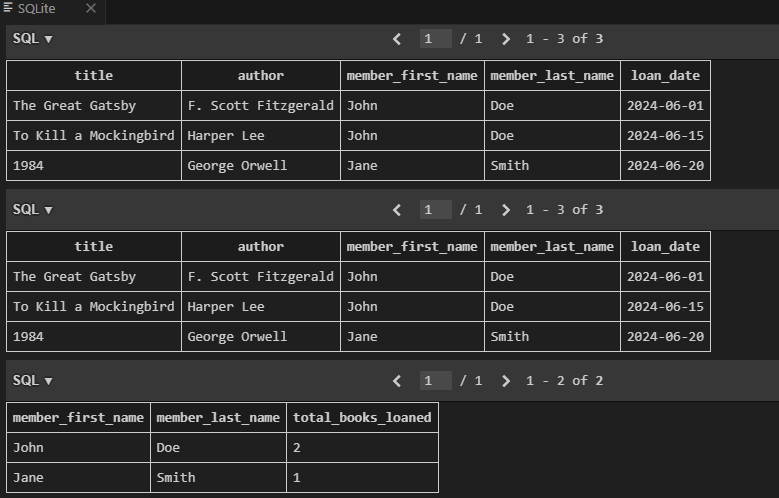 SQLite
SQL ▼ 1 / 1 1 - 3 of 3
title author member_first_name member_last_name loan_date
The Great Gatsby F. Scott Fitzgerald John Doe 2024-06-01
To Kill a Mockingbird Harper Lee John Doe 2024-06-15
1984 George Orwell Jane Smith 2024-06-20
SQL ▼ 1 / 1 1 - 3 of 3
title author member_first_name member_last_name loan_date
The Great Gatsby F. Scott Fitzgerald John Doe 2024-06-01
To Kill a Mockingbird Harper Lee John Doe 2024-06-15
1984 George Orwell Jane Smith 2024-06-20
SQL ▼ 1 / 1 1 - 2 of 2
member_first_name member_last_name total_books_loaned
John Doe 2
Jane Smith 1